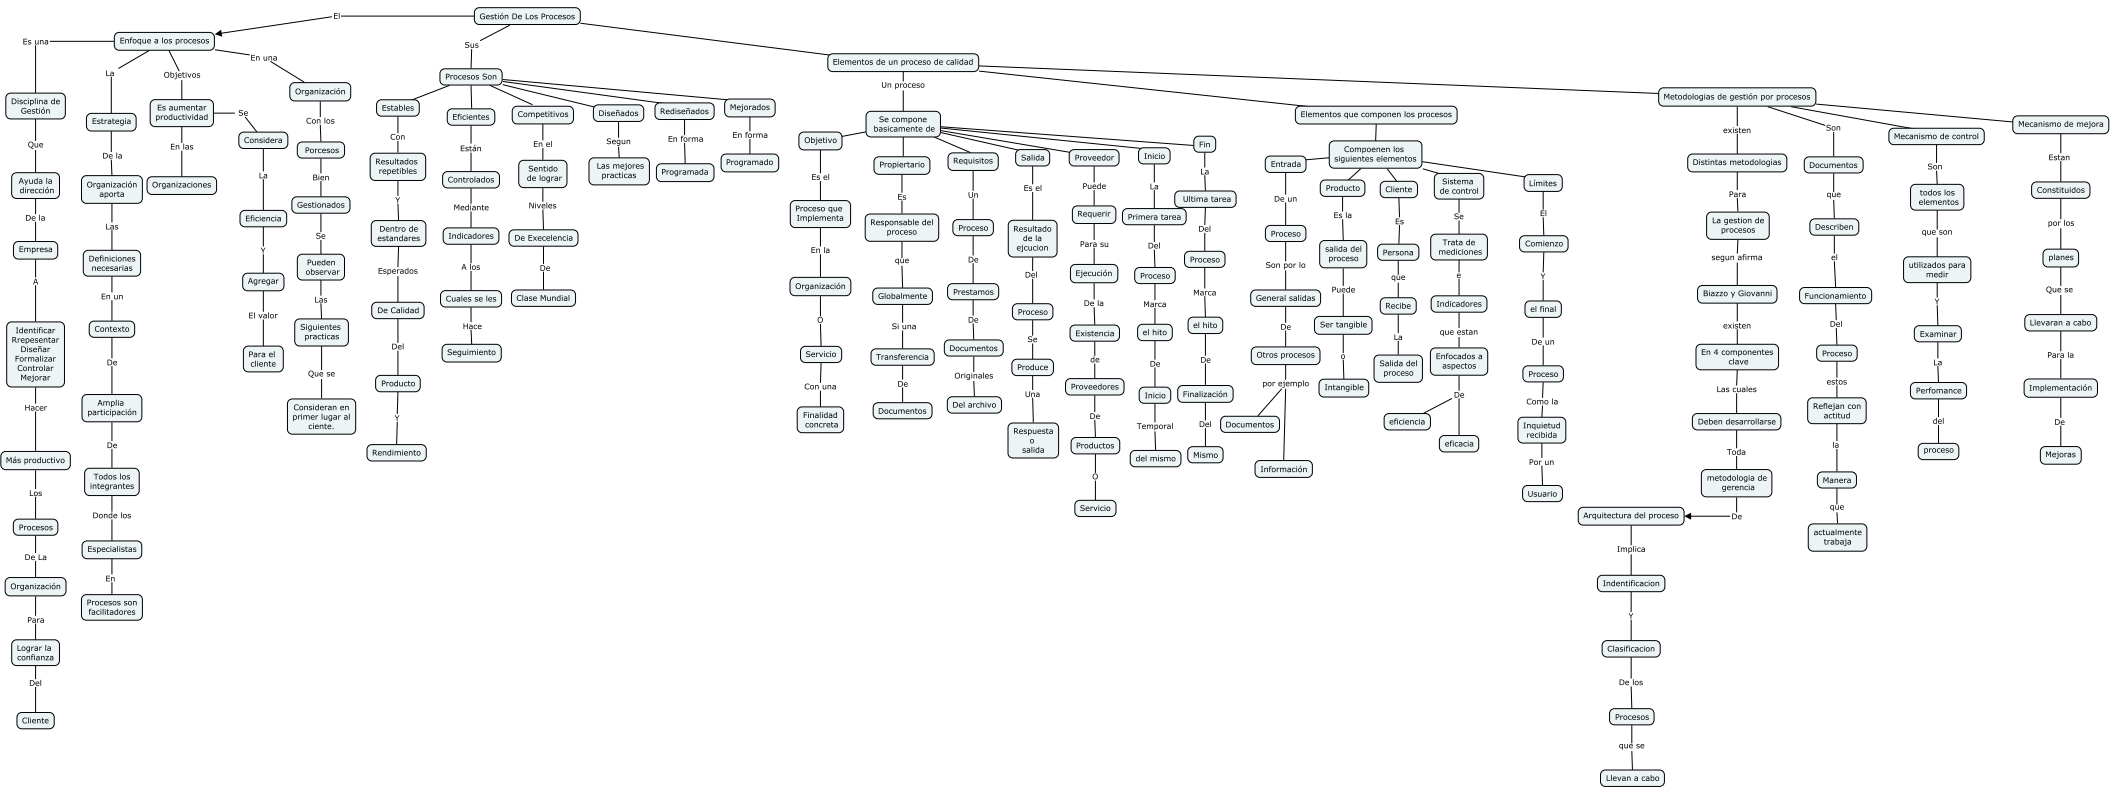 Gestión De Los Procesos
El
Enfoque a los procesos
Es una
Disciplina de
Gestión
Que
Ayuda la
dirección
De la
Empresa
A
Identificar
Rrepesentar
Diseñar
Formalizar
Controlar
Mejorar
Hacer
Más productivo
Los
Procesos
De La
Organización
Para
Lograr la
confianza
Del
Cliente
La
Estrategia
De la
Organización
aporta
Las
Definiciones
necesarias
En un
Contexto
De
Amplia
participación
De
Todos los
integrantes
Donde los
Especialistas
En
Procesos son
facilitadores
Objetivos
Es aumentar
productividad
En las
Organizaciones
Se
Considera
La
Eficiencia
Y
Agregar
El valor
Para el
cliente
En una
Organización
Con los
Porcesos
Bien
Gestionados
Se
Pueden
observar
Las
Siguientes
practicas
Que se
Consideran en
primer lugar al
ciente.
Sus
Procesos Son
Estables
Con
Resultados
repetibles
Y
Dentro de
estandares
Esperados
De Calidad
Del
Producto
Y
Rendimiento
Eficientes
Están
Controlados
Mediante
Indicadores
A los
Cuales se les
Hace
Seguimiento
Competitivos
En el
Sentido
de lograr
Niveles
De Execelencia
De
Clase Mundial
Diseñados
Segun
Las mejores
practicas
Rediseñados
En forma
Programada
Mejorados
En forma
Programado
Elementos de un proceso de calidad
Un proceso
Se compone
basicamente de
Objetivo
Es el
Proceso que
Implementa
En la
Organización
O
Servicio
Con una
Finalidad
concreta
Propiertario
Es
Responsable del
proceso
que
Globalmente
Si una
Transferencia
De
Documentos
Requisitos
Un
Proceso
De
Prestamos
De
Documentos
Originales
Del archivo
Salida
Es el
Resultado
de la
ejcucion
Del
Proceso
Se
Produce
Una
Respuesta
o
salida
Proveedor
Puede
Requerir
Para su
Ejecución
De la
Existencia
de
Proveedores
De
Productos
O
Servicio
Inicio
La
Primera tarea
Del
Proceso
Marca
el hito
De
Inicio
Temporal
del mismo
Fin
La
Ultima tarea
Del
Proceso
Marca
el hito
De
Finalización
Del
Mismo
Elementos que componen los procesos
Compoenen los
siguientes elementos
Entrada
De un
Proceso
Son por lo
General salidas
De
Otros procesos
por ejemplo
Documentos
Información
Producto
Es la
salida del
proceso
Puede
Ser tangible
o
Intangible
Cliente
Es
Persona
que
Recibe
La
Salida del
proceso
Sistema
de control
Se
Trata de
mediciones
e
Indicadores
que estan
Enfocados a
aspectos
De
eficiencia
eficacia
Límites
El
Comienzo
Y
el final
De un
Proceso
Como la
Inquietud
recibida
Por un
Usuario
Metodologias de gestión por procesos
existen
Distintas metodologias
Para
La gestion de
procesos
segun afirma
Biazzo y Giovanni
existen
En 4 componentes
clave
Las cuales
Deben desarrollarse
Toda
metodologia de
gerencia
De
Arquitectura del proceso
Implica
Indentificacion
Y
Clasificacion
De los
Procesos
que se
Llevan a cabo
Son
Documentos
que
Describen
el
Funcionamiento
Del
Proceso
estos
Reflejan con
actitud
la
Manera
que
actualmente
trabaja
Mecanismo de control
Son
todos los
elementos
que son
utilizados para
medir
Y
Examinar
La
Perfomance
del
proceso
Mecanismo de mejora
Estan
Constituidos
por los
planes
Que se
Llevaran a cabo
Para la
Implementación
De
Mejoras